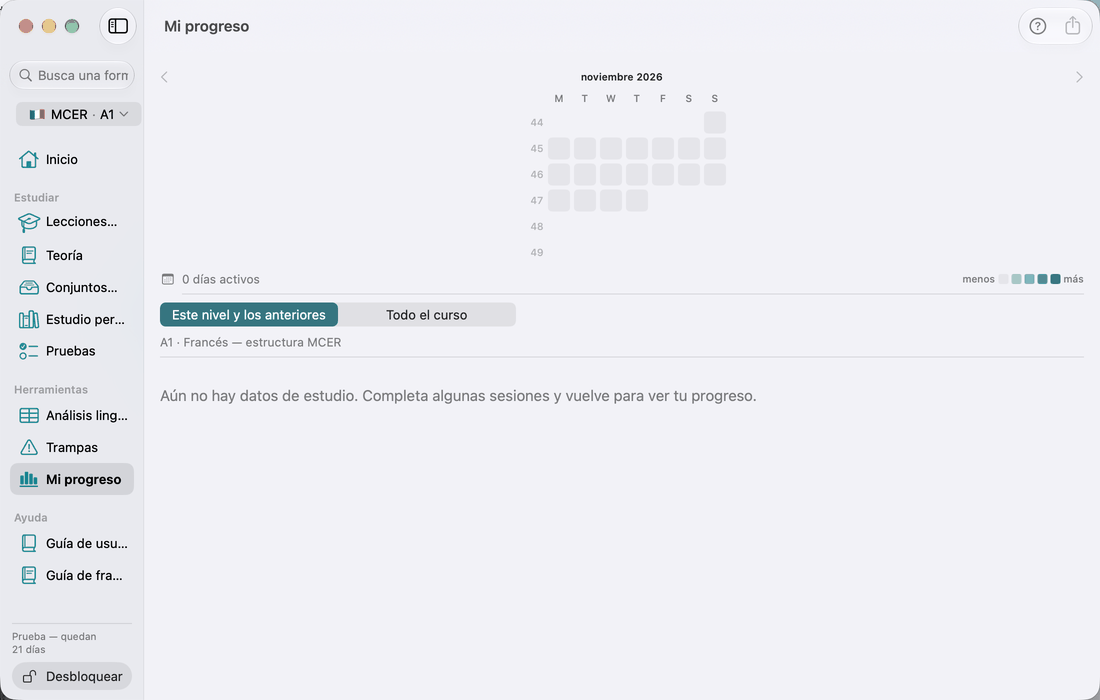 Mi progreso
Busca una form
MCER · A1
Inicio
Estudiar
Lecciones...
Teoría
Conjuntos...
Estudio per...
Pruebas
Herramientas
Análisis ling...
Trampas
Mi progreso
Ayuda
Guía de usu...
Guía de fra...
Prueba — quedan
21 días
Desbloquear
noviembre 2026
M T W T F S S
44
45
46
47
48
49
0 días activos
menos más
Este nivel y los anteriores Todo el curso
A1 · Francés — estructura MCER
Aún no hay datos de estudio. Completa algunas sesiones y vuelve para ver tu progreso.